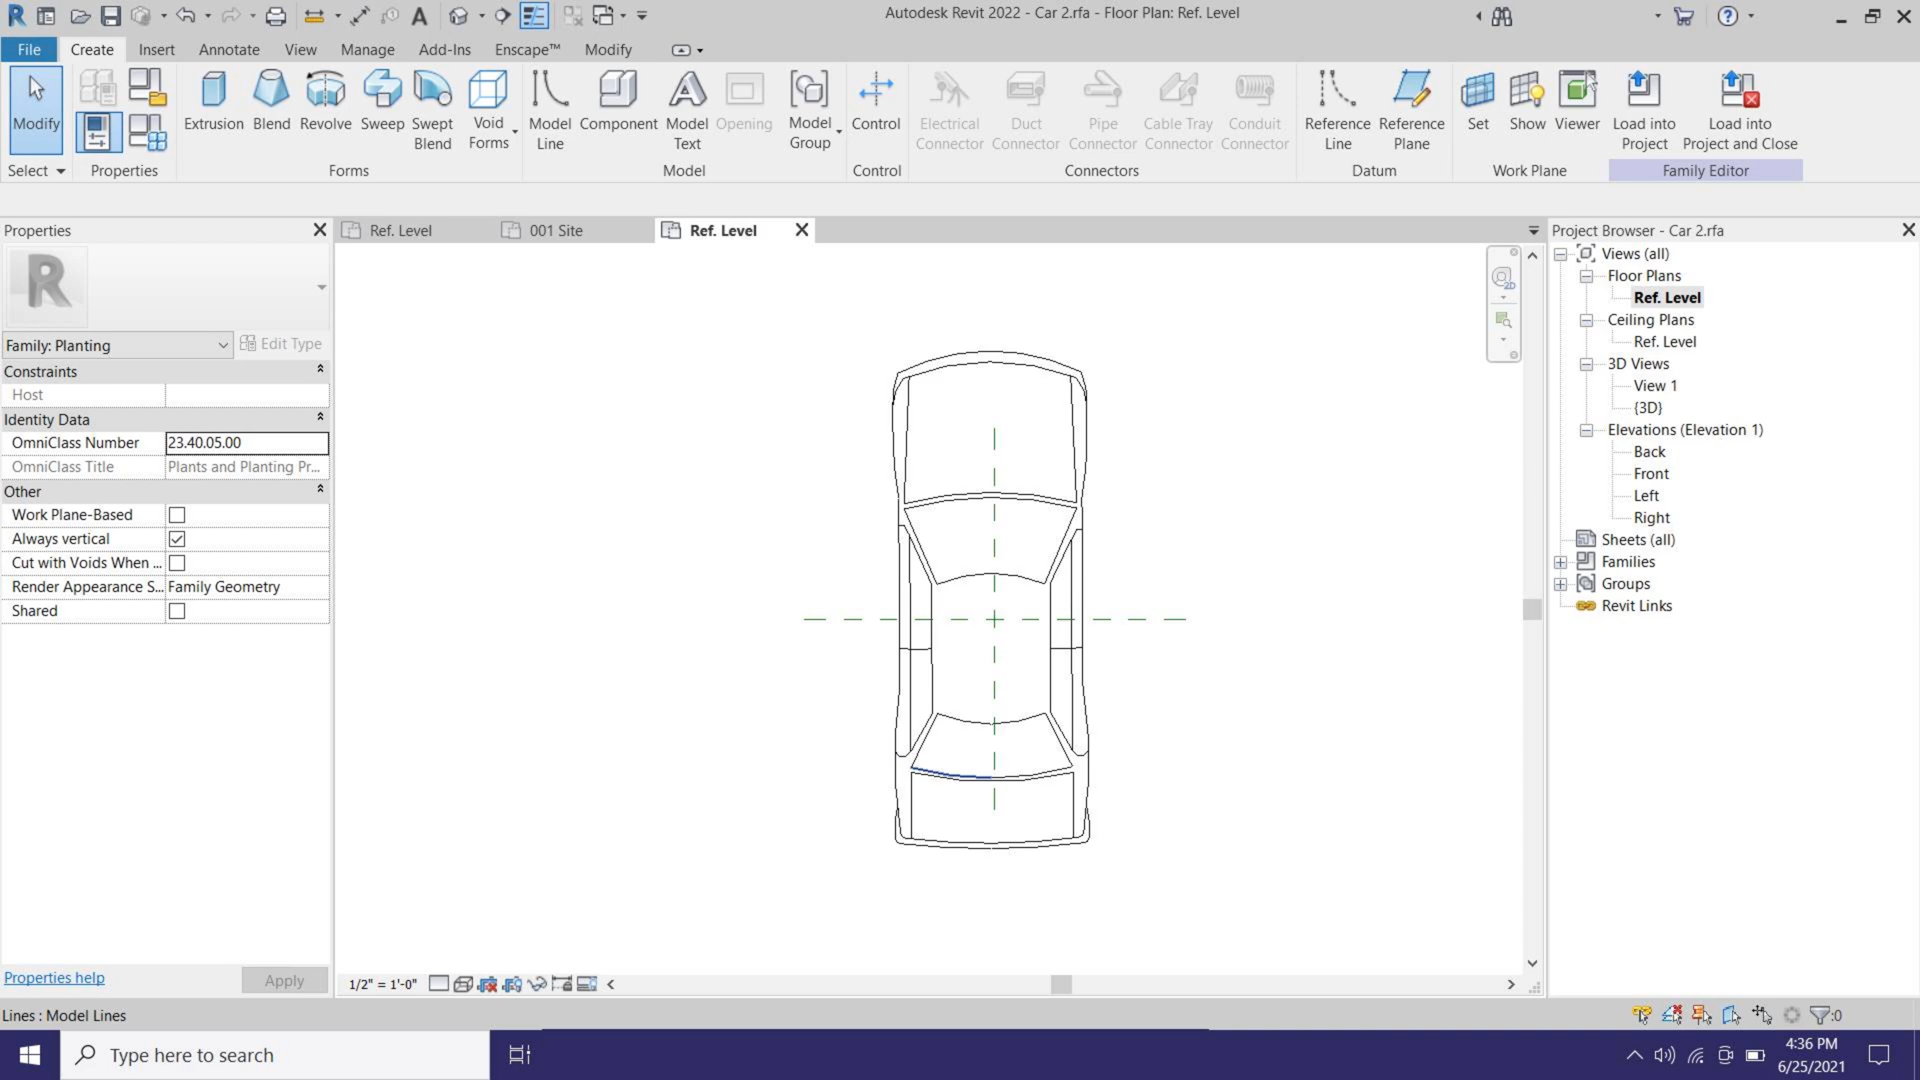 Autodesk Revit 2022 - Car 2.rfa - Floor Plan: Ref. Level
File
Create
Insert
Annotate
View
Manage
Add-Ins
Enscape™
Modify
Modify
Extrusion
Blend
Revolve
Sweep
Swept Blend
Void Forms
Model Line
Component
Model Text
Opening
Model Group
Control
Electrical Connector
Duct Connector
Pipe Connector
Cable Tray Connector
Conduit Connector
Reference Line
Reference Plane
Set
Show
Viewer
Load into Project
Load into Project and Close
Select
Properties
Forms
Model
Control
Connectors
Datum
Work Plane
Family Editor
Properties
Ref. Level
001 Site
Ref. Level
Project Browser - Car 2.rfa
Family: Planting
Edit Type
Constraints
Host
Identity Data
OmniClass Number
23.40.05.00
OmniClass Title
Plants and Planting Pr...
Other
Work Plane-Based
Always vertical
Cut with Voids When ...
Render Appearance S...
Family Geometry
Shared
Properties help
Apply
Views (all)
Floor Plans
Ref. Level
Ceiling Plans
Ref. Level
3D Views
View 1
{3D}
Elevations (Elevation 1)
Back
Front
Left
Right
Sheets (all)
Families
Groups
Revit Links
2D
1/2" = 1'-0"
Lines : Model Lines
:0
Type here to search
4:36 PM
6/25/2021